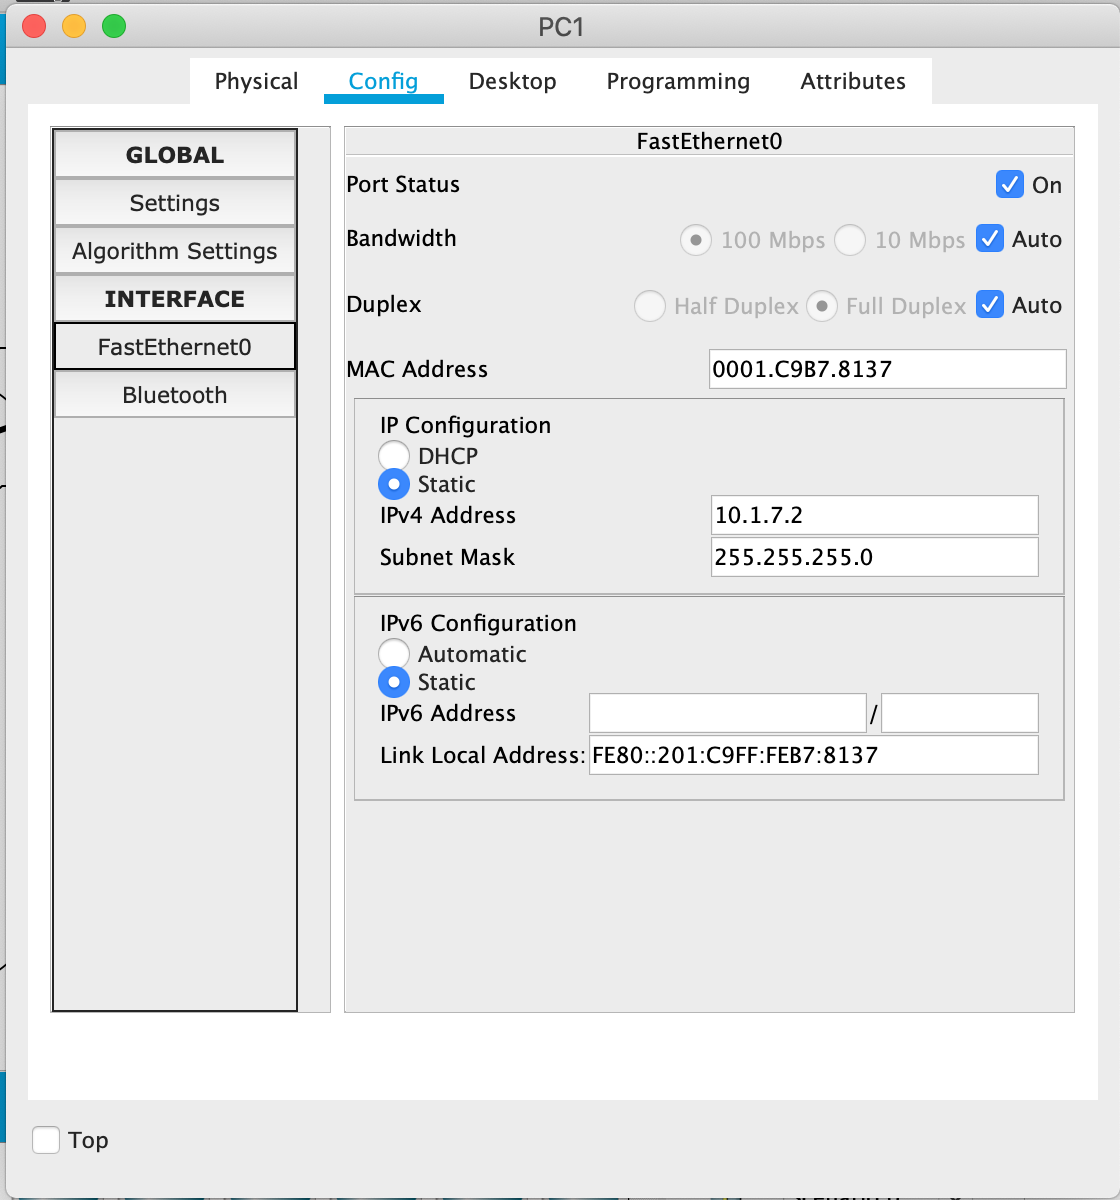 PC1
Physical Config Desktop Programming Attributes
GLOBAL
Settings
Algorithm Settings
INTERFACE
FastEthernet0
Bluetooth
FastEthernet0
Port Status On
Bandwidth 100 Mbps 10 Mbps Auto
Duplex Half Duplex Full Duplex Auto
MAC Address 0001.C9B7.8137
IP Configuration
DHCP
Static
IPv4 Address 10.1.7.2
Subnet Mask 255.255.255.0
IPv6 Configuration
Automatic
Static
IPv6 Address /
Link Local Address: FE80::201:C9FF:FEB7:8137
Top